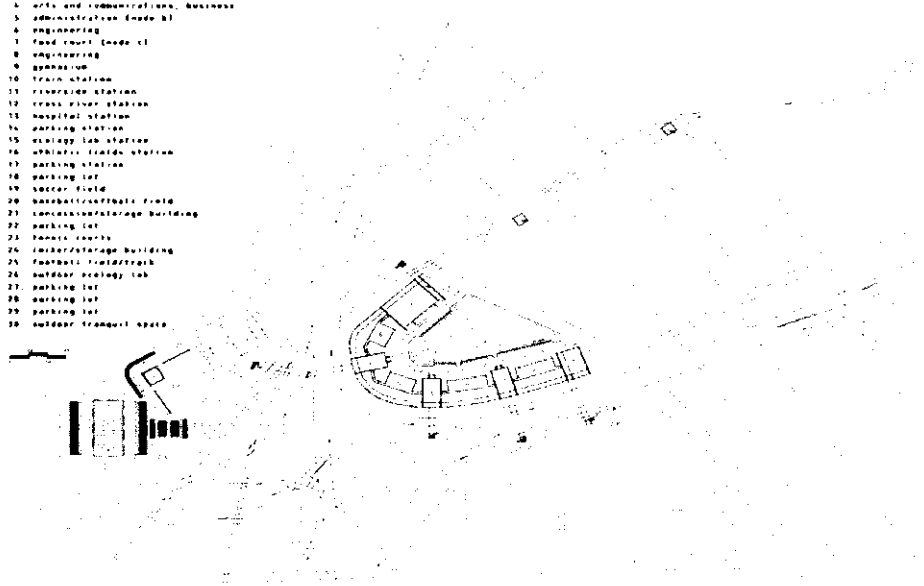 4 arts and communications, business
5 administration (node b)
6 engineering
7 food court (node c)
8 engineering
9 gymnasium
10 train station
11 riverside station
12 cross river station
13 hospital station
14 parking station
15 ecology lab station
16 athletic fields station
17 parking station
18 parking lot
19 soccer field
20 baseball/softball field
21 concession/storage building
22 parking lot
23 tennis courts
24 locker/storage building
25 football field/track
26 outdoor ecology lab
27. parking lot
28 parking lot
29 parking lot
30 outdoor tranquil space